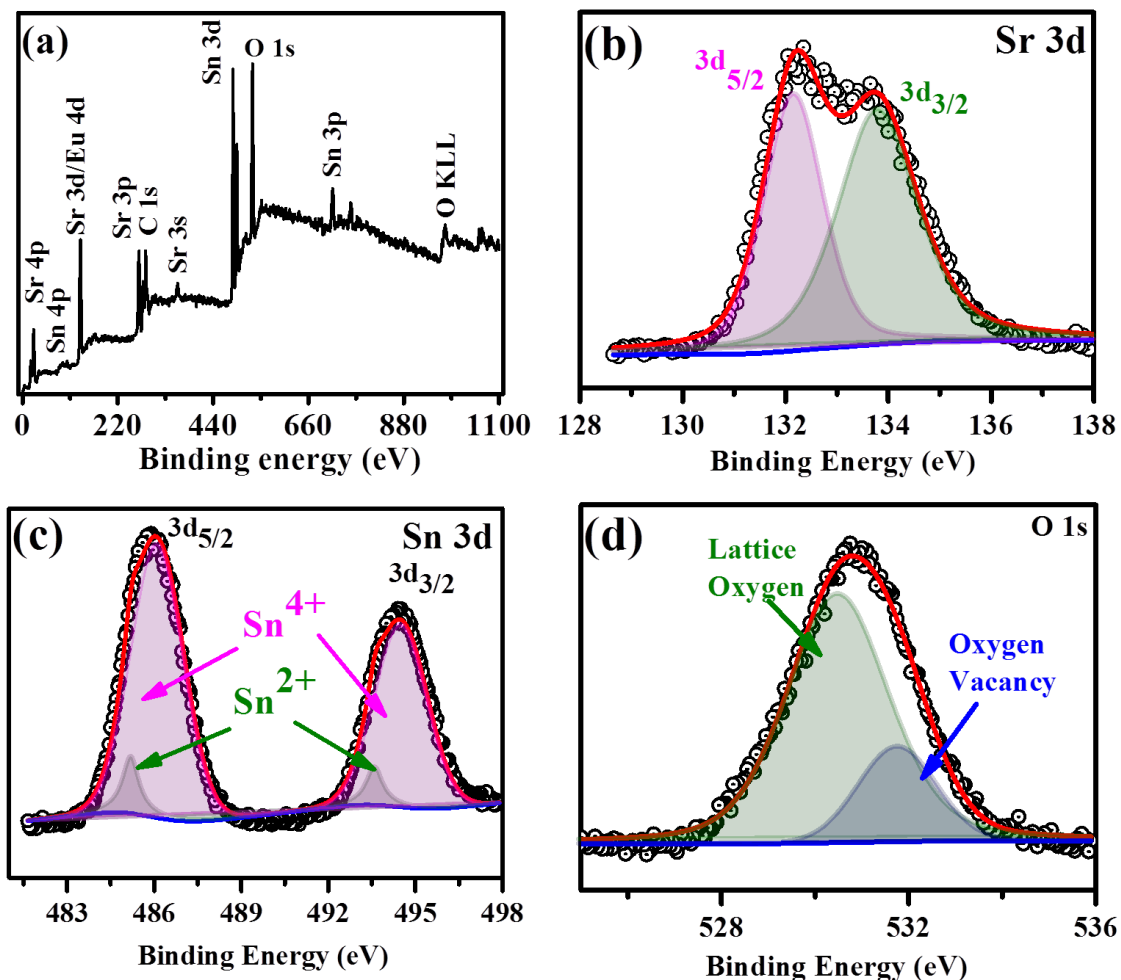 (a)
Sr 4p
Sn 4p
Sr 3d/Eu 4d
Sr 3p
C 1s
Sr 3s
Sn 3d
O 1s
Sn 3p
O KLL
0 220 440 660 880 1100
Binding energy (eV)
(b)
Sr 3d
3d5/2
3d3/2
128 130 132 134 136 138
Binding Energy (eV)
(c)
Sn 3d
3d5/2
3d3/2
Sn4+
Sn2+
483 486 489 492 495 498
Binding Energy (eV)
(d)
O 1s
Lattice
Oxygen
Oxygen
Vacancy
528 532 536
Binding Energy (eV)